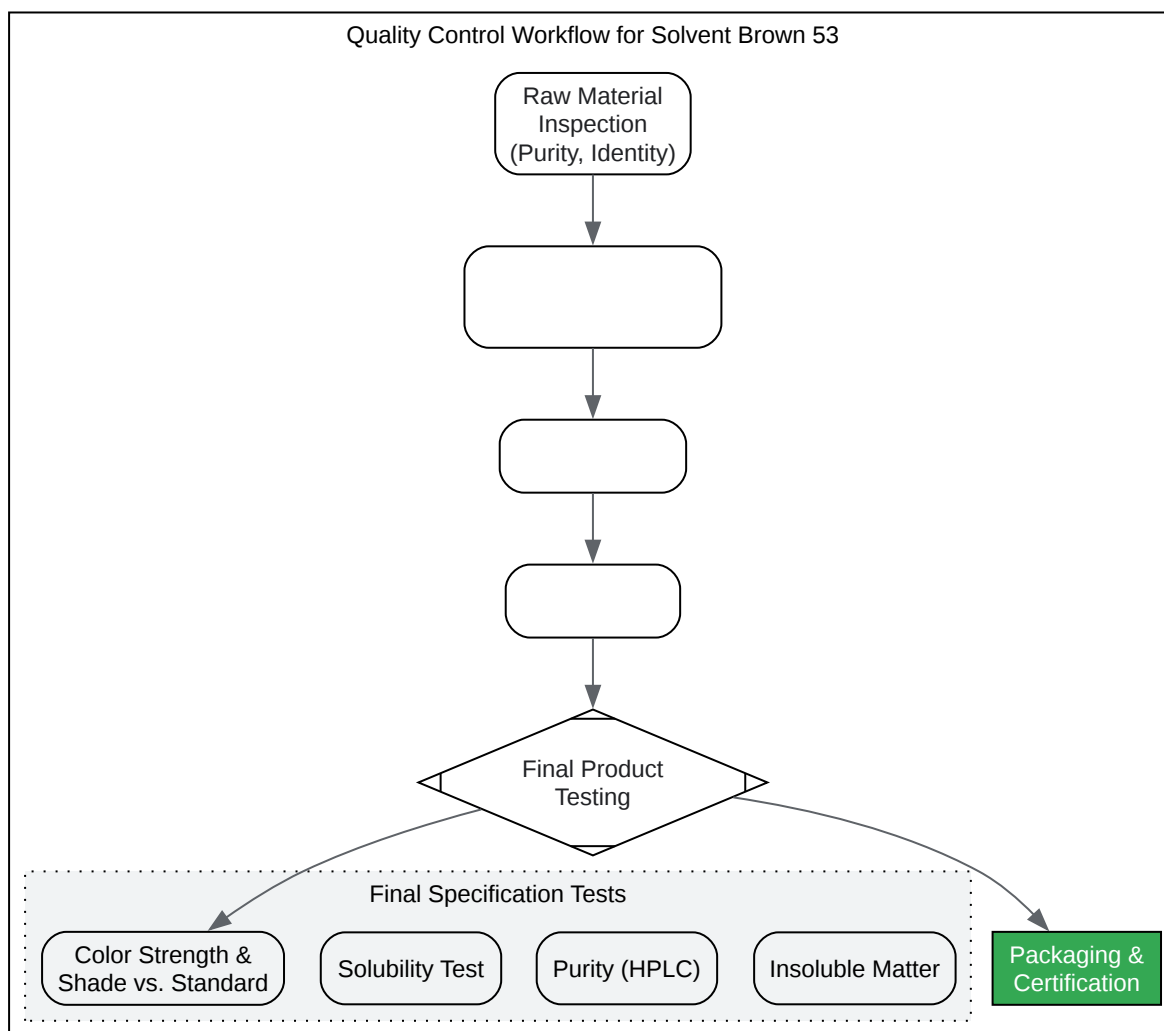 Quality Control Workflow for Solvent Brown 53
Raw Material
Inspection
(Purity, Identity)
Final Product
Testing
Final Specification Tests
Color Strength &
Shade vs. Standard
Solubility Test
Purity (HPLC)
Insoluble Matter
Packaging &
Certification